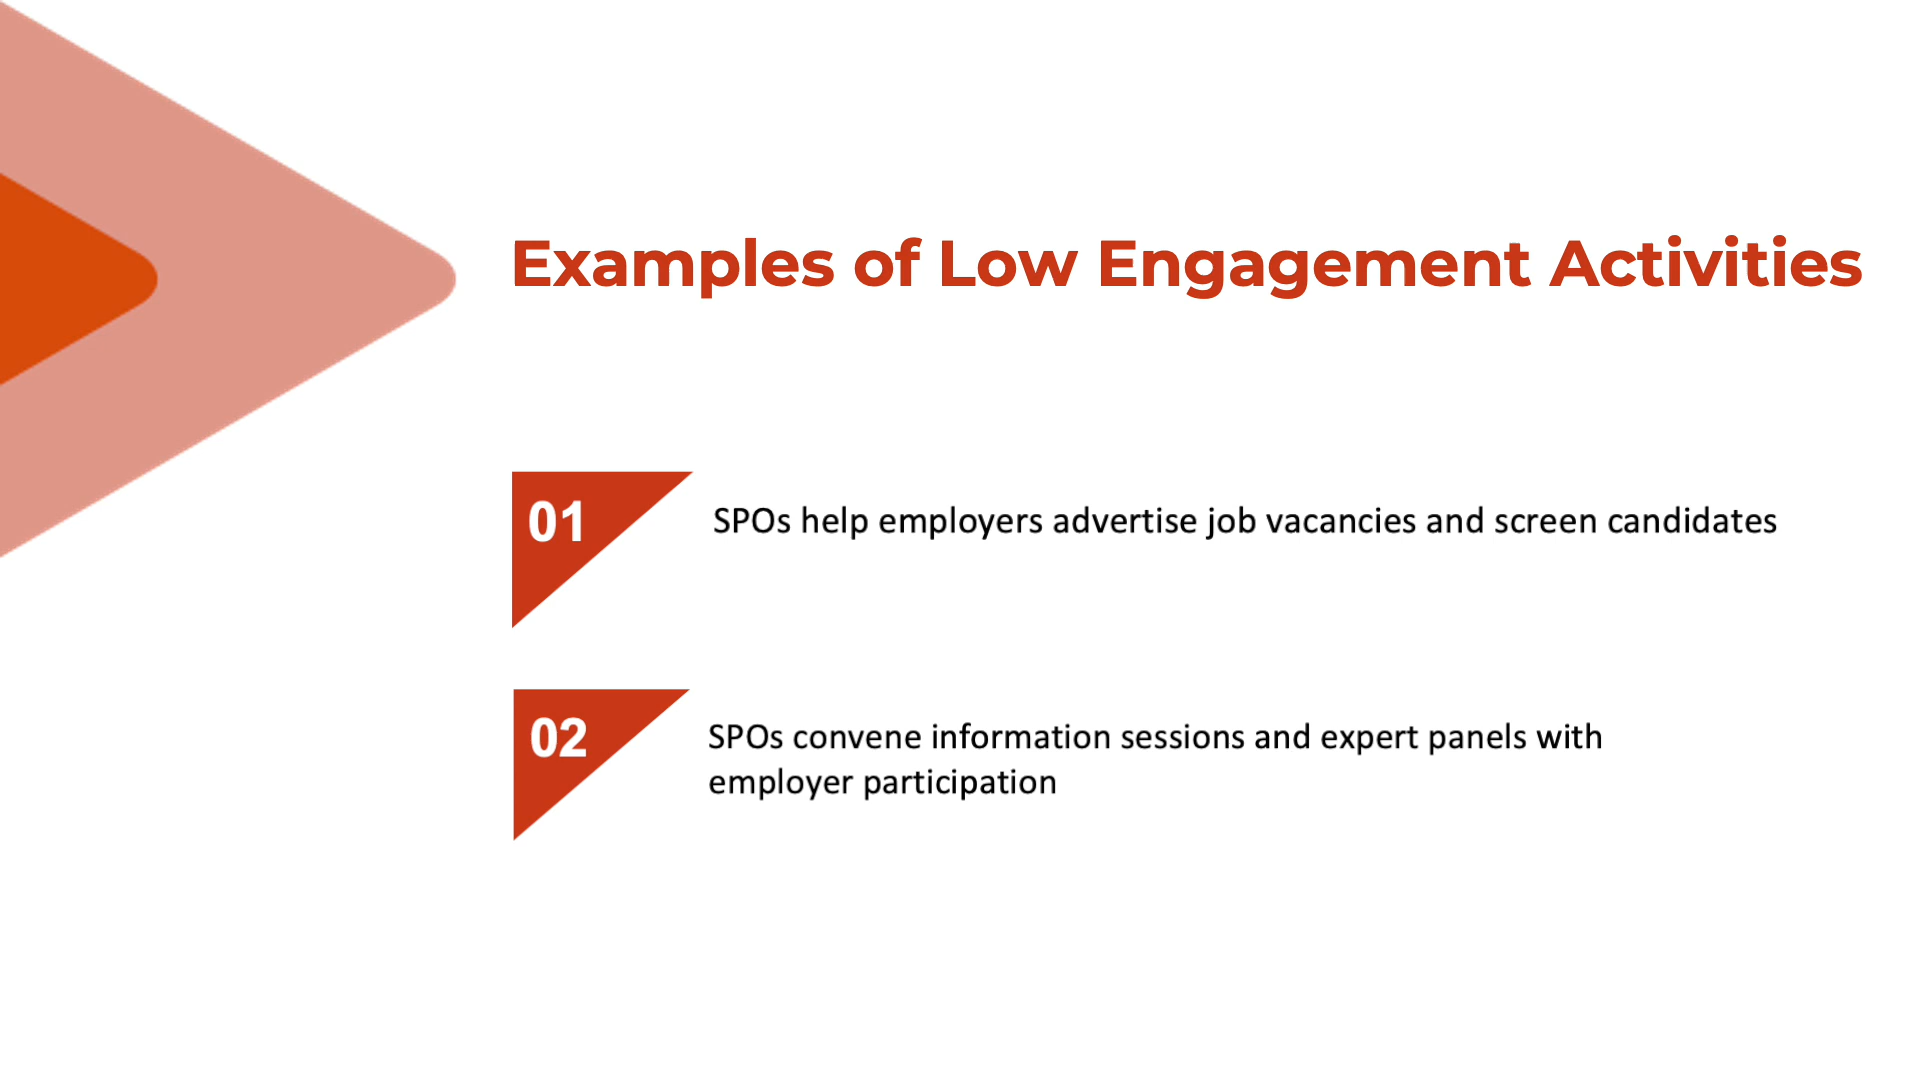 Examples of Low Engagement Activities
01
SPOs help employers advertise job vacancies and screen candidates
02
SPOs convene information sessions and expert panels with
employer participation